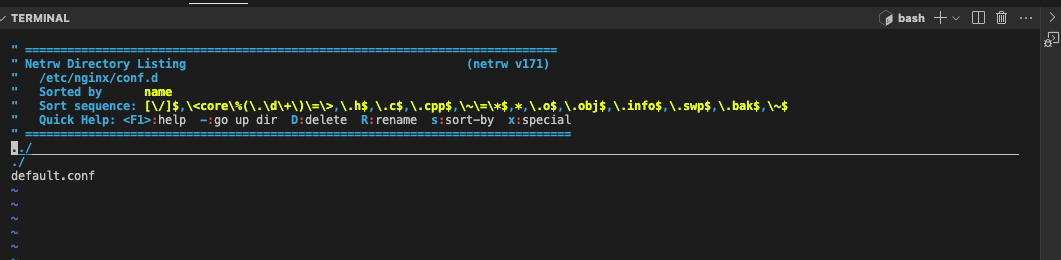 TERMINAL
bash
" ============================================================================
" Netrw Directory Listing                                        (netrw v171)
"   /etc/nginx/conf.d
"   Sorted by      name
"   Sort sequence: [\/]$,\<core\%(\.\d\+\)\=\>,\.h$,\.c$,\.cpp$,\~\=\*$,*,\.o$,\.obj$,\.info$,\.swp$,\.bak$,\~$
"   Quick Help: <F1>:help  -:go up dir  D:delete  R:rename  s:sort-by  x:special
" ==============================================================================
../
./
default.conf
~
~
~
~
~